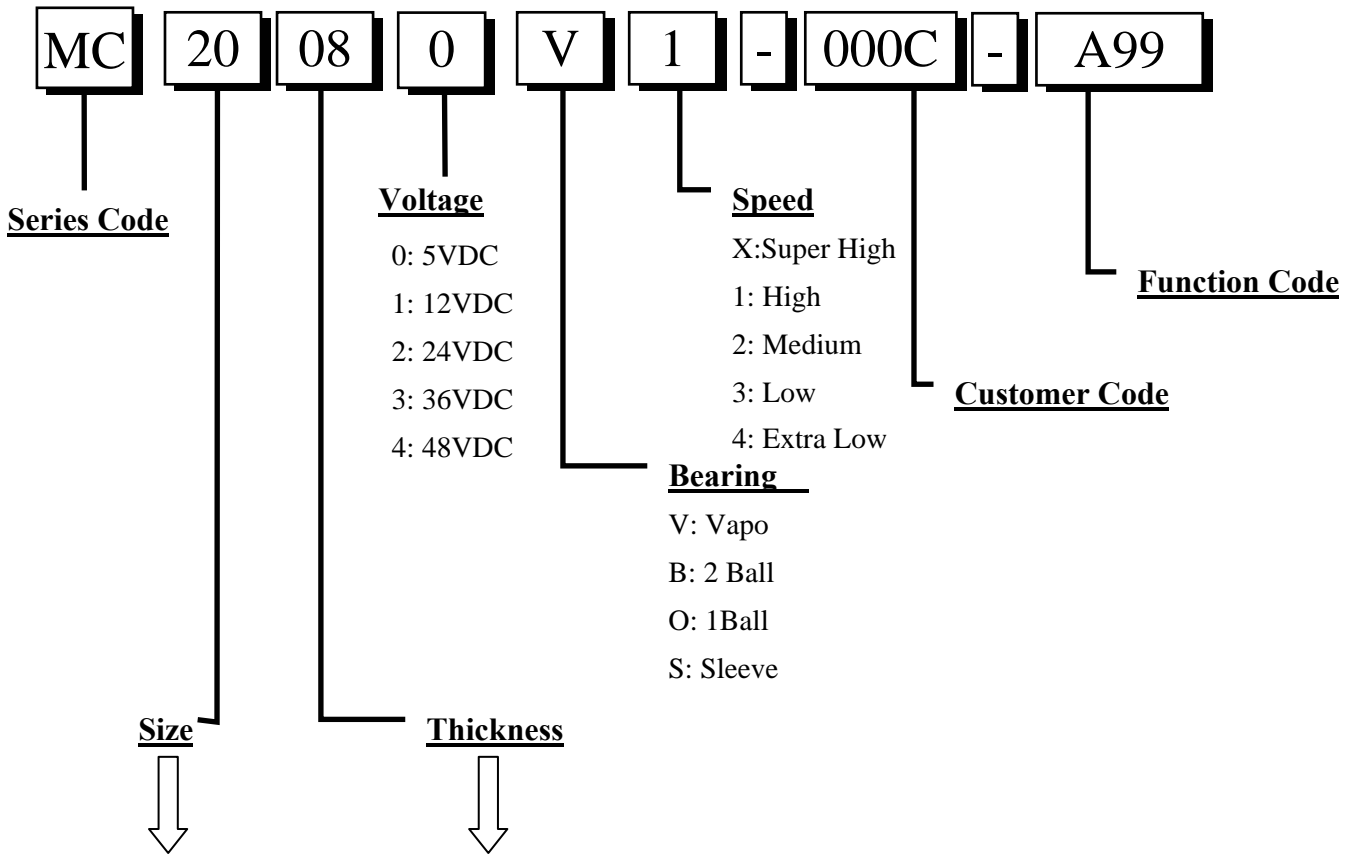 MC 20 08 0 V 1 - 000C - A99
Series Code
Voltage
0: 5VDC
1: 12VDC
2: 24VDC
3: 36VDC
4: 48VDC
Speed
X:Super High
1: High
2: Medium
3: Low
4: Extra Low
Function Code
Customer Code
Bearing
V: Vapo
B: 2 Ball
O: 1Ball
S: Sleeve
Size
Thickness